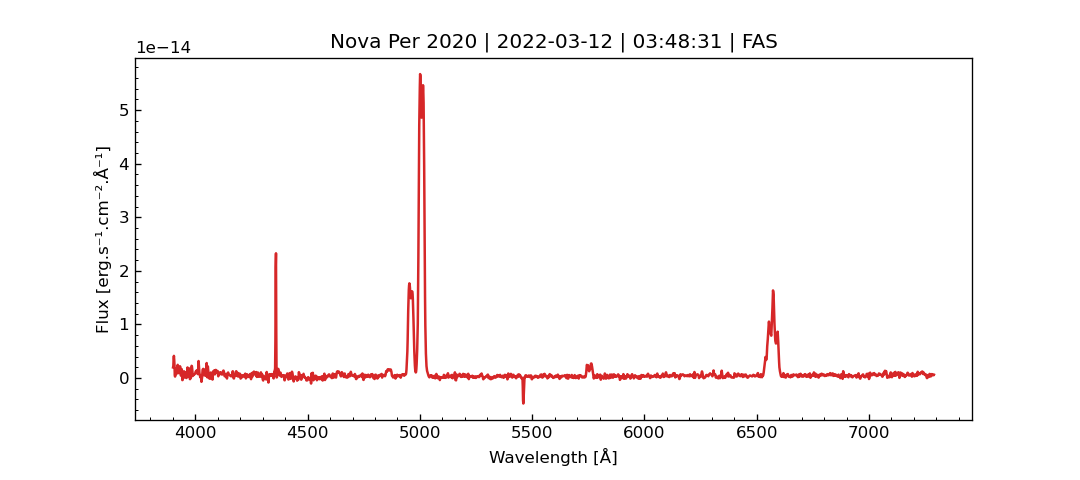 Nova Per 2020 | 2022-03-12 | 03:48:31 | FAS
1e−14
5
4
3
2
1
0
Flux [erg.s⁻¹.cm⁻².Å⁻¹]
4000 4500 5000 5500 6000 6500 7000
Wavelength [Å]